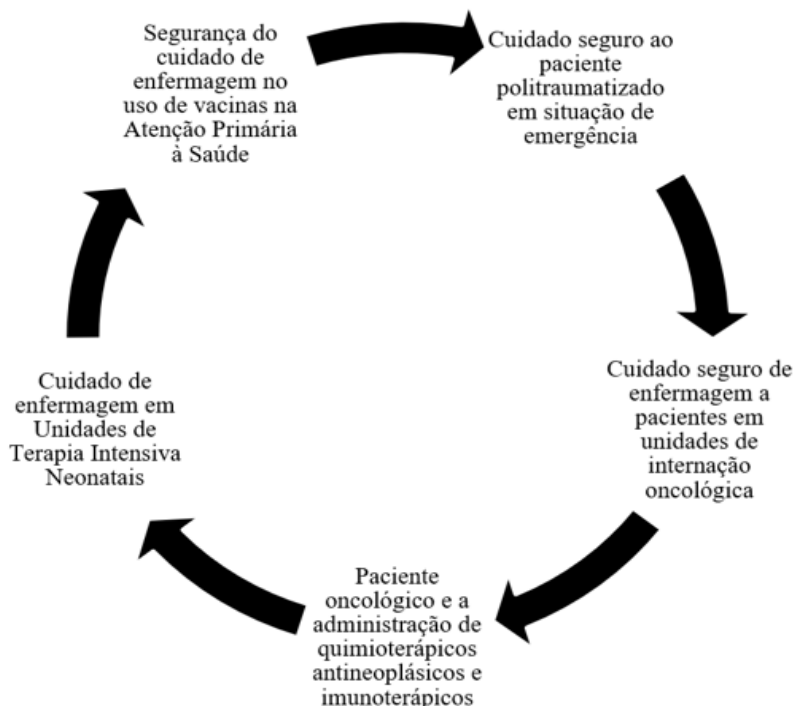 Segurança do
cuidado de
enfermagem no
uso de vacinas na
Atenção Primária
à Saúde
Cuidado seguro ao
paciente
politraumatizado
em situação de
emergência
Cuidado seguro de
enfermagem a
pacientes em
unidades de
internação
oncológica
Paciente
oncológico e a
administração de
quimioterápicos
antineoplásicos e
imunoterápicos
Cuidado de
enfermagem em
Unidades de
Terapia Intensiva
Neonatais